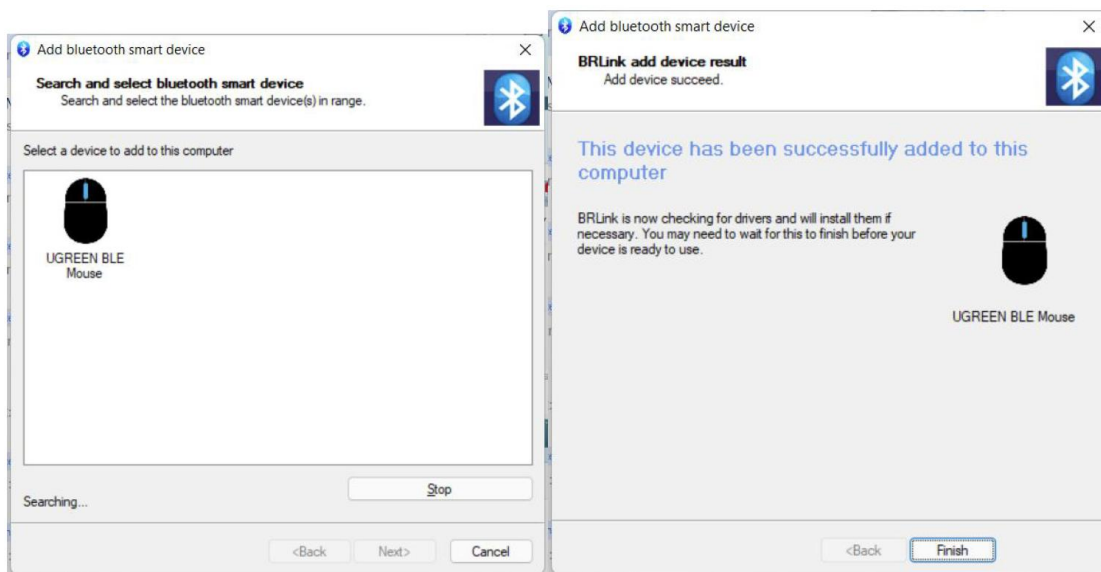 Add bluetooth smart device
Search and select bluetooth smart device
Search and select the bluetooth smart device(s) in range.
Select a device to add to this computer
UGREEN BLE
Mouse
Searching...
Stop
<Back
Next>
Cancel
Add bluetooth smart device
BRLink add device result
Add device succeed.
This device has been successfully added to this
computer
BRLink is now checking for drivers and will install them if
necessary. You may need to wait for this to finish before your
device is ready to use.
UGREEN BLE Mouse
<Back
Finish